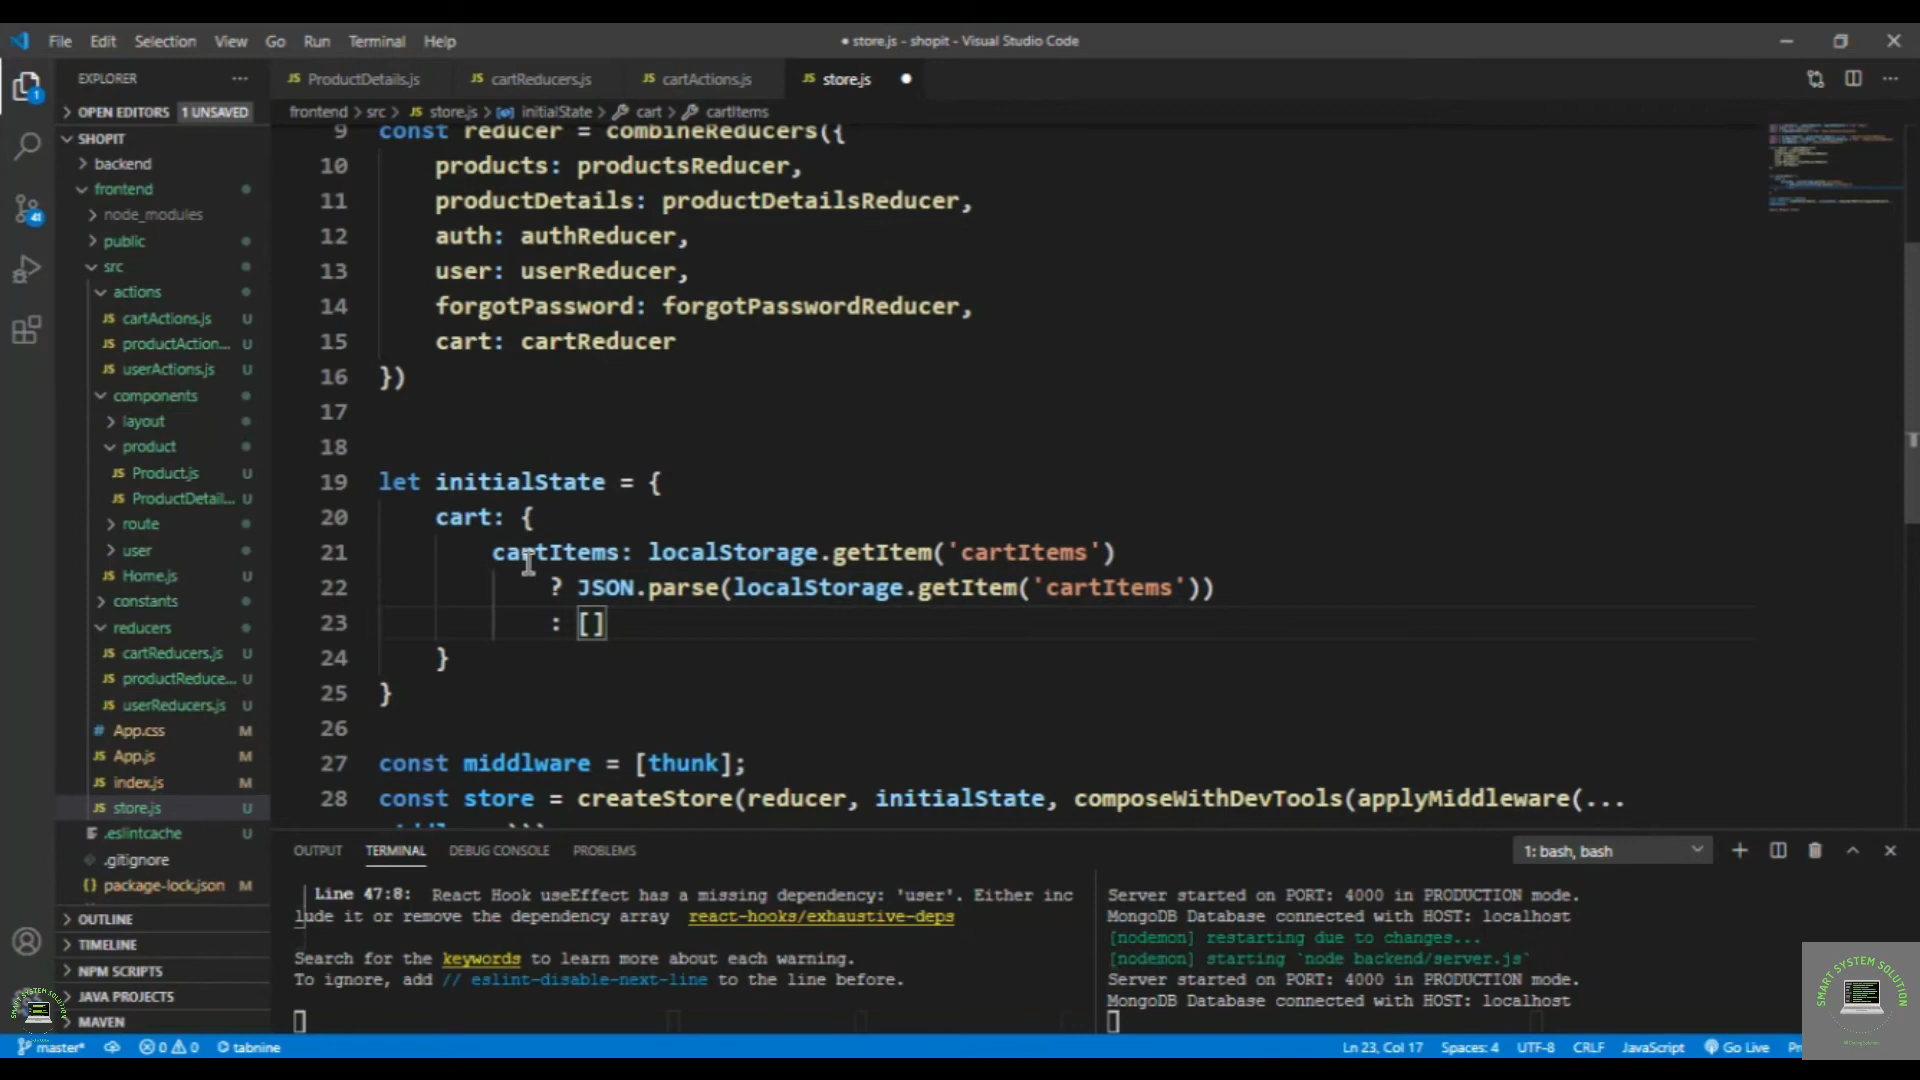 File Edit Selection View Go Run Terminal Help
● store.js - shopit - Visual Studio Code
EXPLORER ···
ProductDetails.js cartReducers.js cartActions.js store.js
OPEN EDITORS 1 UNSAVED
frontend > src > JS store.js > initialState > cart > cartItems
SHOPIT
backend
frontend
node_modules
public
src
actions
JS cartActions.js U
JS productAction... U
JS userActions.js U
components
layout
product
JS Product.js U
JS ProductDetail... U
route
user
JS Home.js U
constants
reducers
JS cartReducers.js U
JS productReduce... U
JS userReducers.js U
# App.css M
JS App.js M
JS index.js M
JS store.js U
.eslintcache U
.gitignore
{} package-lock.json M
OUTLINE
TIMELINE
NPM SCRIPTS
JAVA PROJECTS
MAVEN
9 const reducer = combineReducers({
10 products: productsReducer,
11 productDetails: productDetailsReducer,
12 auth: authReducer,
13 user: userReducer,
14 forgotPassword: forgotPasswordReducer,
15 cart: cartReducer
16 })
17
18
19 let initialState = {
20 cart: {
21 cartItems: localStorage.getItem('cartItems')
22 ? JSON.parse(localStorage.getItem('cartItems'))
23 : []
24 }
25 }
26
27 const middlware = [thunk];
28 const store = createStore(reducer, initialState, composeWithDevTools(applyMiddleware(...
OUTPUT TERMINAL DEBUG CONSOLE PROBLEMS
1: bash, bash
Line 47:8: React Hook useEffect has a missing dependency: 'user'. Either inc
lude it or remove the dependency array react-hooks/exhaustive-deps
Search for the keywords to learn more about each warning.
To ignore, add // eslint-disable-next-line to the line before.
Server started on PORT: 4000 in PRODUCTION mode.
MongoDB Database connected with HOST: localhost
[nodemon] restarting due to changes...
[nodemon] starting `node backend/server.js`
Server started on PORT: 4000 in PRODUCTION mode.
MongoDB Database connected with HOST: localhost
SMART SYSTEM SOLUTION
master* 0 0 tabnine
Ln 23, Col 17 Spaces: 4 UTF-8 CRLF JavaScript Go Live